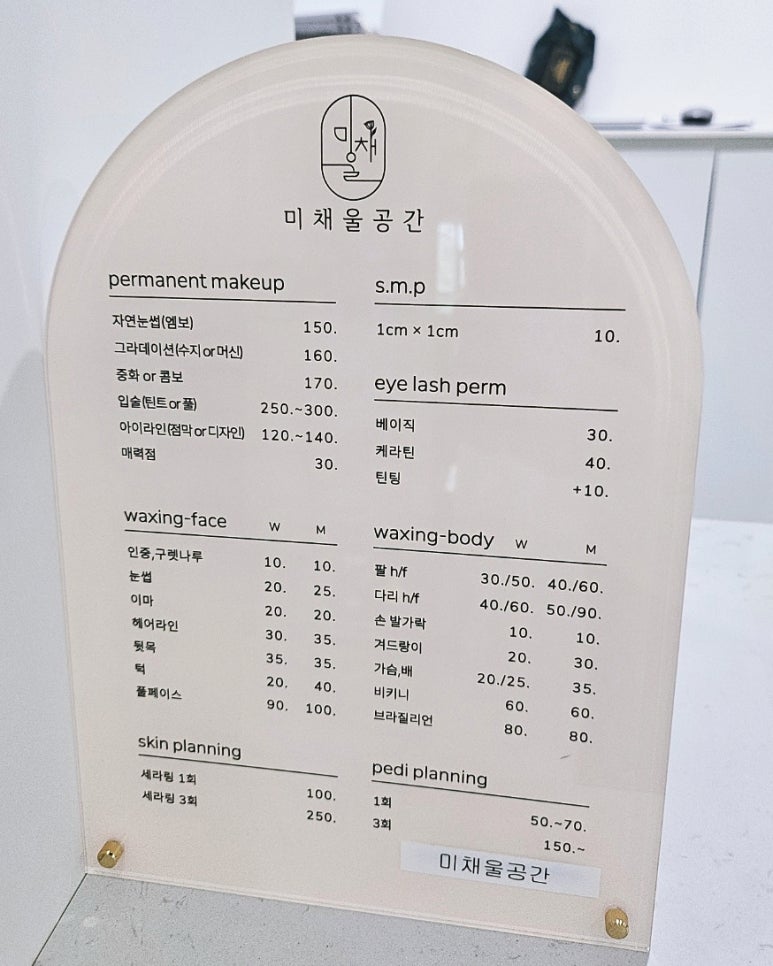 미채울
미채울공간
permanent makeup
자연눈썹(엠보) 150.
그라데이션(수지 or 머신) 160.
중화 or 콤보 170.
입술(틴트 or 풀) 250.~300.
아이라인(점막 or 디자인) 120.~140.
매력점 30.
s.m.p
1cm × 1cm 10.
eye lash perm
베이직 30.
케라틴 40.
틴팅 +10.
waxing-face W M
인중,구렛나루 10. 10.
눈썹 20. 25.
이마 20. 20.
헤어라인 30. 35.
뒷목 35. 35.
턱 20. 40.
풀페이스 90. 100.
waxing-body W M
팔 h/f 30./50. 40./60.
다리 h/f 40./60. 50./90.
손 발가락 10. 10.
겨드랑이 20. 30.
가슴,배 20./25. 35.
비키니 60. 60.
브라질리언 80. 80.
skin planning
세라링 1회 100.
세라링 3회 250.
pedi planning
1회 50.~70.
3회 150.~
미채울공간